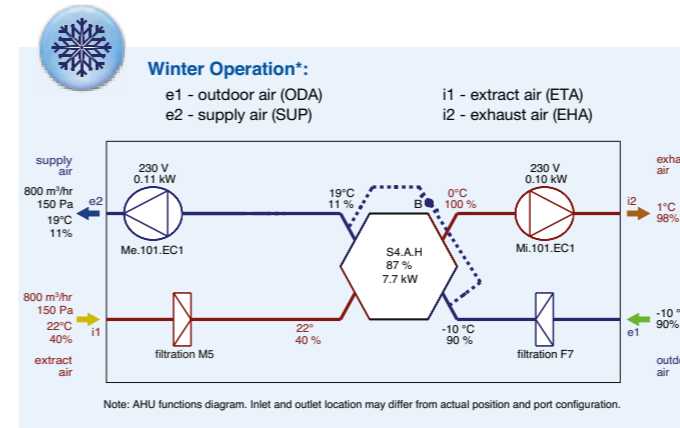 Winter Operation*:
e1 - outdoor air (ODA)
i1 - extract air (ETA)
e2 - supply air (SUP)
i2 - exhaust air (EHA)
supply
air
800 m³/hr
150 Pa
e2
19°C
11%
230 V
0.11 kW
Me.101.EC1
19°C
11 %
B
0°C
100 %
230 V
0.10 kW
Mi.101.EC1
exha
air
i2
1°C
98%
S4.A.H
87 %
7.7 kW
800 m³/hr
150 Pa
22°C
40%
i1
extract
air
filtration M5
22°
40 %
-10 °C
90 %
filtration F7
-10 °
90%
e1
outdo
air
Note: AHU functions diagram. Inlet and outlet location may differ from actual position and port configuration.